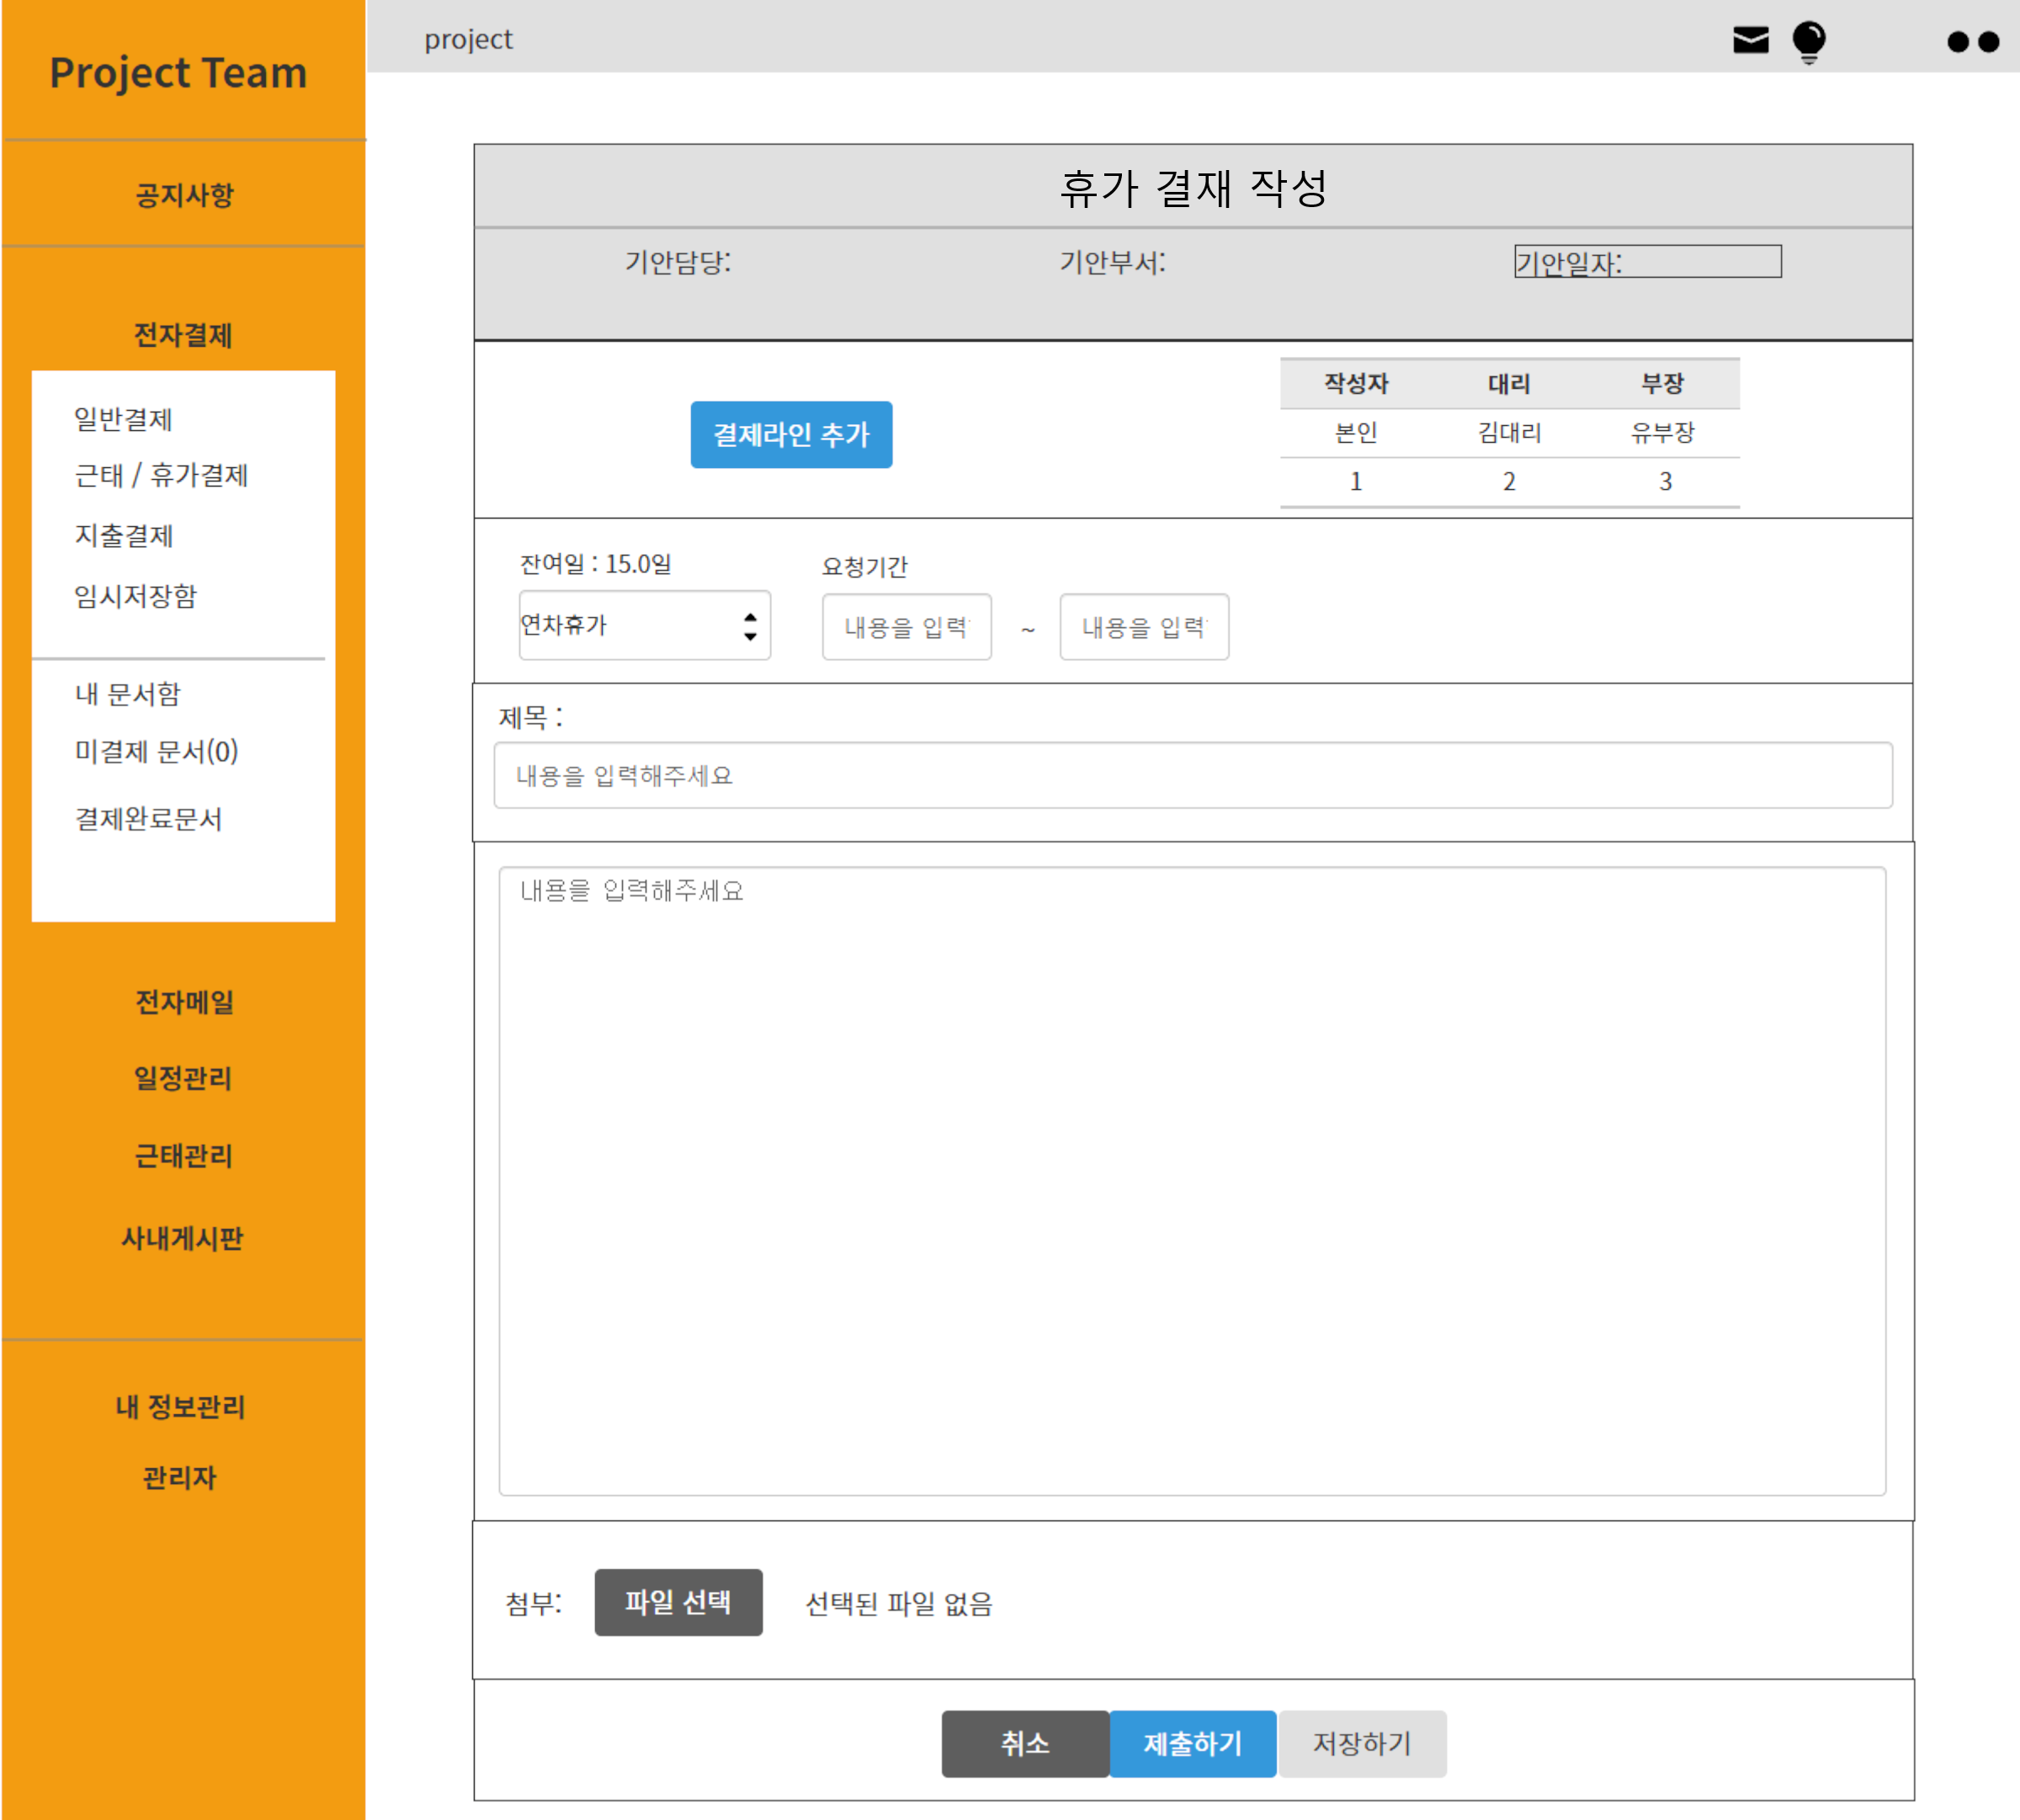 Project Team
공지사항
전자결제
일반결제
근태 / 휴가결제
지출결제
임시저장함
내 문서함
미결제 문서(0)
결제완료문서
전자메일
일정관리
근태관리
사내게시판
내 정보관리
관리자
project
휴가 결재 작성
기안담당: 기안부서: 기안일자:
결제라인 추가
작성자 대리 부장
본인 김대리 유부장
1 2 3
잔여일 : 15.0일 요청기간
연차휴가 내용을 입력 ~ 내용을 입력
제목 :
내용을 입력해주세요
내용을 입력해주세요
첨부: 파일 선택 선택된 파일 없음
취소 제출하기 저장하기